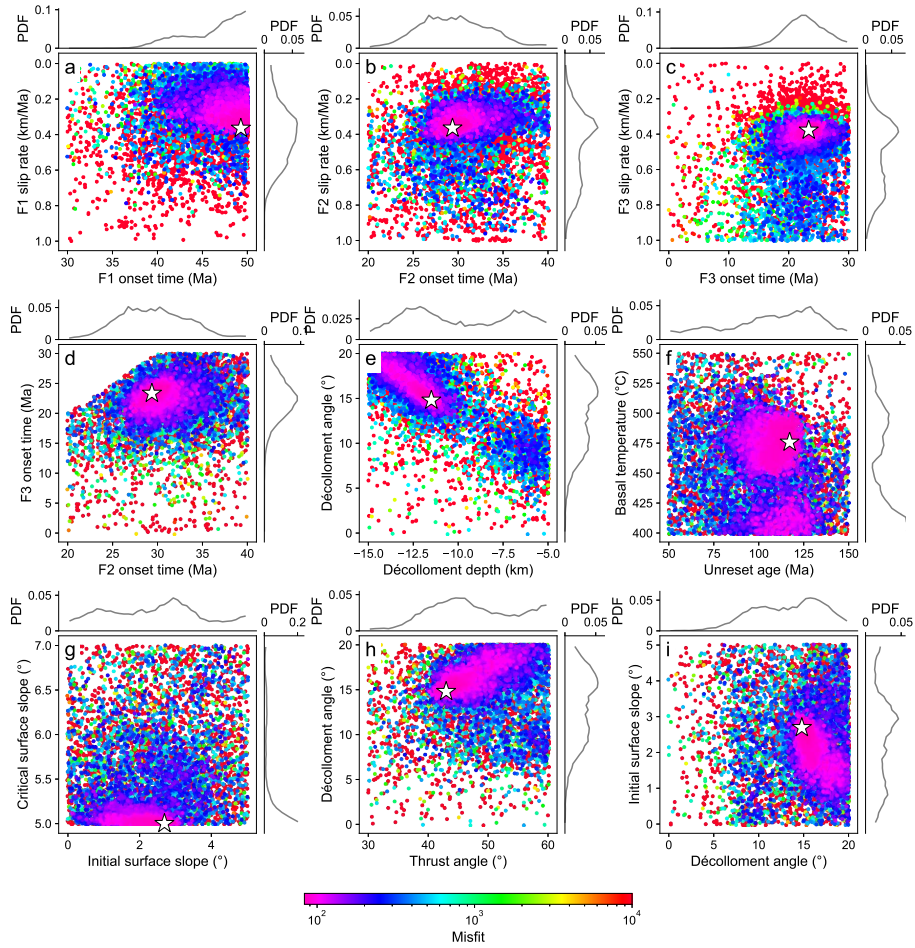 PDF
0.1
0
PDF
0 0.05
a
F1 slip rate (km/Ma)
0.0
0.2
0.4
0.6
0.8
1.0
30 35 40 45 50
F1 onset time (Ma)
PDF
0.05
0
PDF
0 0.05
b
F2 slip rate (km/Ma)
0.0
0.2
0.4
0.6
0.8
1.0
20 25 30 35 40
F2 onset time (Ma)
PDF
0.1
0
PDF
0 0.05
c
F3 slip rate (km/Ma)
0.0
0.2
0.4
0.6
0.8
1.0
0 10 20 30
F3 onset time (Ma)
PDF
0.05
0
PDF
0 0.1
d
F3 onset time (Ma)
30
25
20
15
10
5
0
20 25 30 35 40
F2 onset time (Ma)
PDF
0.025
0
PDF
0 0.05
e
Décolloment angle (°)
20
15
10
5
0
−15.0 −12.5 −10.0 −7.5 −5.0
Décolloment depth (km)
PDF
0.05
0
PDF
0 0.05
f
Basal temperature (°C)
550
525
500
475
450
425
400
50 75 100 125 150
Unreset age (Ma)
PDF
0.05
0
PDF
0 0.2
g
Critical surface slope (°)
7.0
6.5
6.0
5.5
5.0
0 2 4
Initial surface slope (°)
PDF
0.05
0
PDF
0 0.05
h
Décolloment angle (°)
20
15
10
5
0
30 40 50 60
Thrust angle (°)
PDF
0.05
0
PDF
0 0.05
i
Initial surface slope (°)
5
4
3
2
1
0
0 5 10 15 20
Décolloment angle (°)
10²
10³
10⁴
Misfit